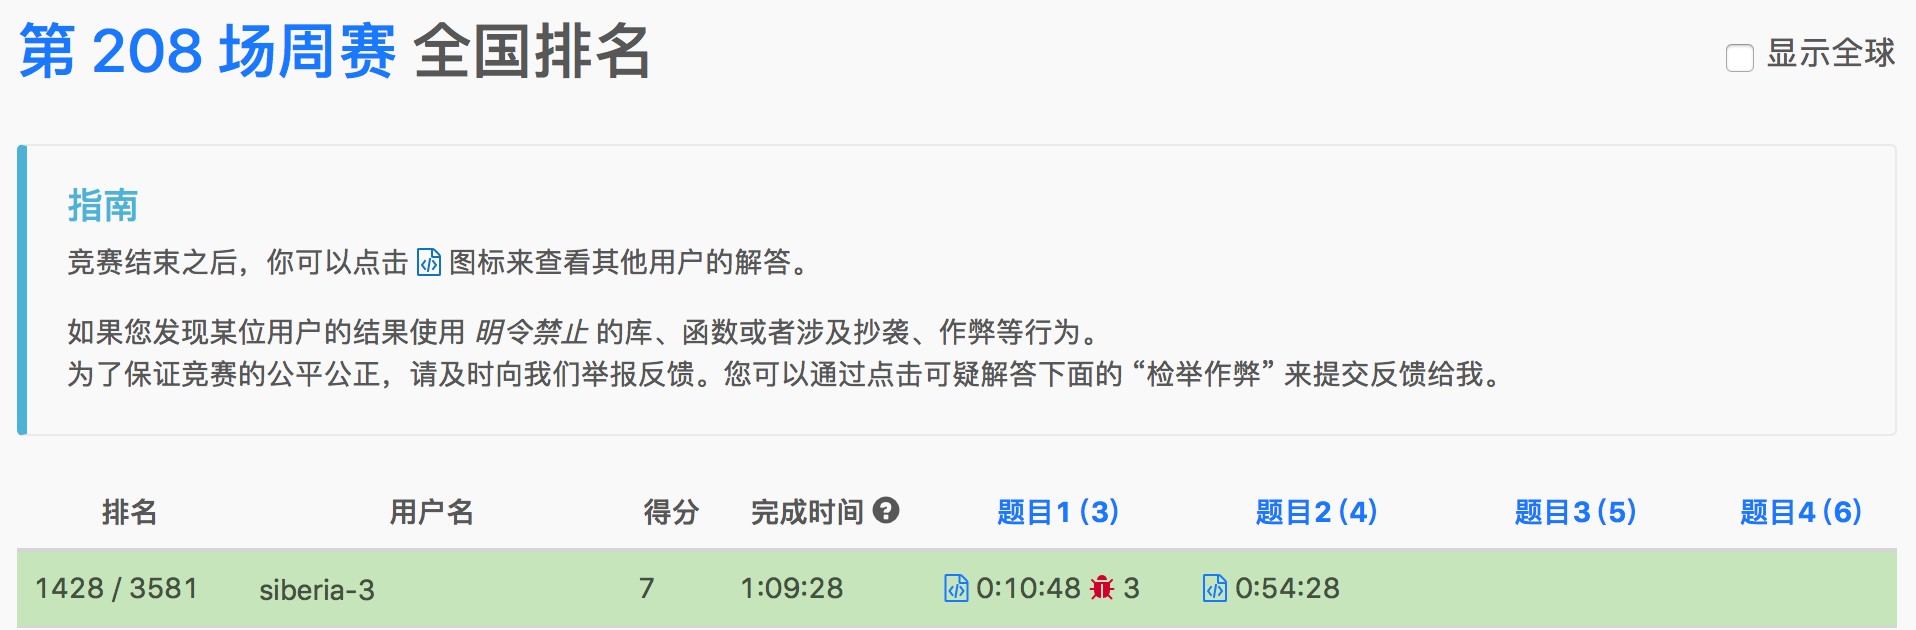 第 208 场周赛 全国排名
显示全球
指南
竞赛结束之后，你可以点击 图标来查看其他用户的解答。
如果您发现某位用户的结果使用 明令禁止 的库、函数或者涉及抄袭、作弊等行为。
为了保证竞赛的公平公正，请及时向我们举报反馈。您可以通过点击可疑解答下面的 “检举作弊” 来提交反馈给我。
排名 用户名 得分 完成时间 题目1 (3) 题目2 (4) 题目3 (5) 题目4 (6)
1428 / 3581 siberia-3 7 1:09:28 0:10:48 3 0:54:28